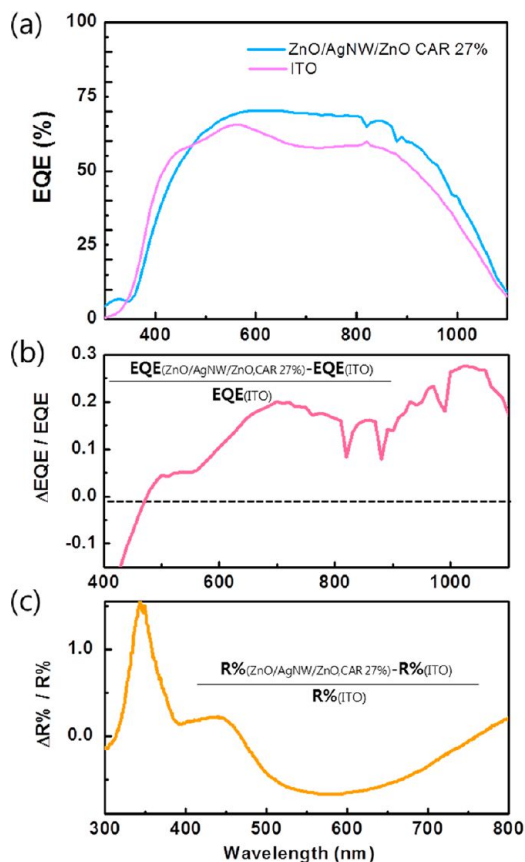 (a)
100
75
50
25
0
EQE (%)
ZnO/AgNW/ZnO CAR 27%
ITO
400 600 800 1000
(b)
0.3
0.2
0.1
0.0
-0.1
ΔEQE / EQE
EQE(ZnO/AgNW/ZnO,CAR 27%)-EQE(ITO)
EQE(ITO)
400 600 800 1000
(c)
1.0
0.0
ΔR% / R%
R%(ZnO/AgNW/ZnO,CAR 27%)-R%(ITO)
R%(ITO)
300 400 500 600 700 800
Wavelength (nm)